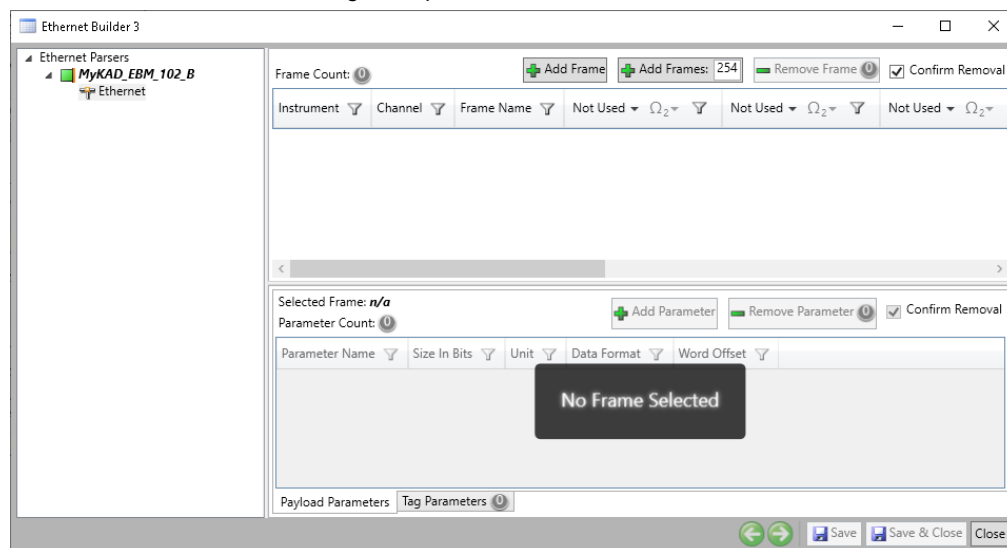 Ethernet Builder 3
Ethernet Parsers
MyKAD_EBM_102_B
Ethernet
Frame Count: 0
Add Frame
Add Frames: 254
Remove Frame 0
Confirm Removal
Instrument Channel Frame Name Not Used Ω2 Not Used Ω2 Not Used Ω2
Selected Frame: n/a
Parameter Count: 0
Add Parameter
Remove Parameter 0
Confirm Removal
Parameter Name Size In Bits Unit Data Format Word Offset
No Frame Selected
Payload Parameters Tag Parameters 0
Save Save & Close Close